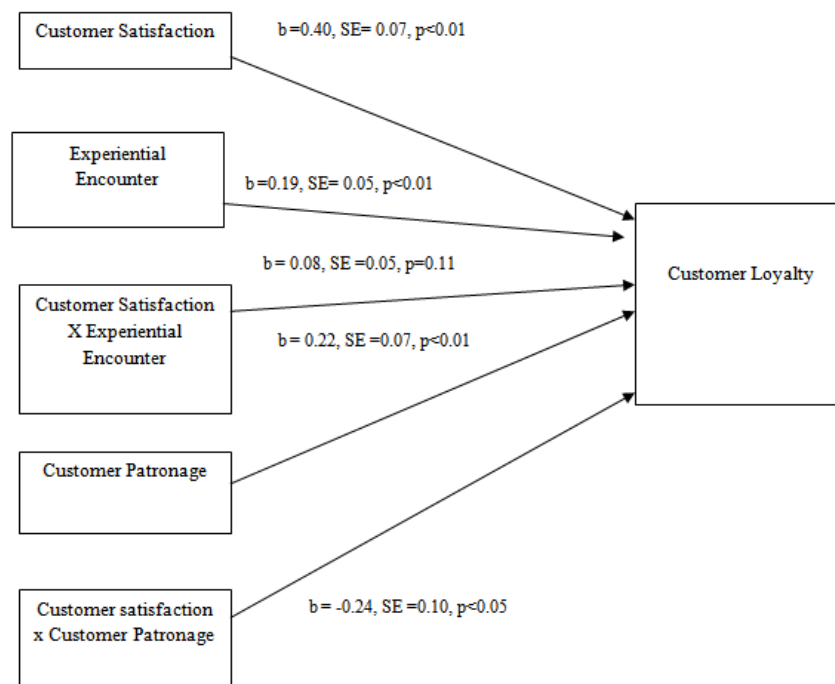 Customer Satisfaction
b =0.40, SE= 0.07, p<0.01
Experiential
Encounter
b =0.19, SE= 0.05, p<0.01
b = 0.08, SE =0.05, p=0.11
Customer Loyalty
Customer Satisfaction
X Experiential
Encounter
b = 0.22, SE =0.07, p<0.01
Customer Patronage
Customer satisfaction
x Customer Patronage
b = -0.24, SE =0.10, p<0.05